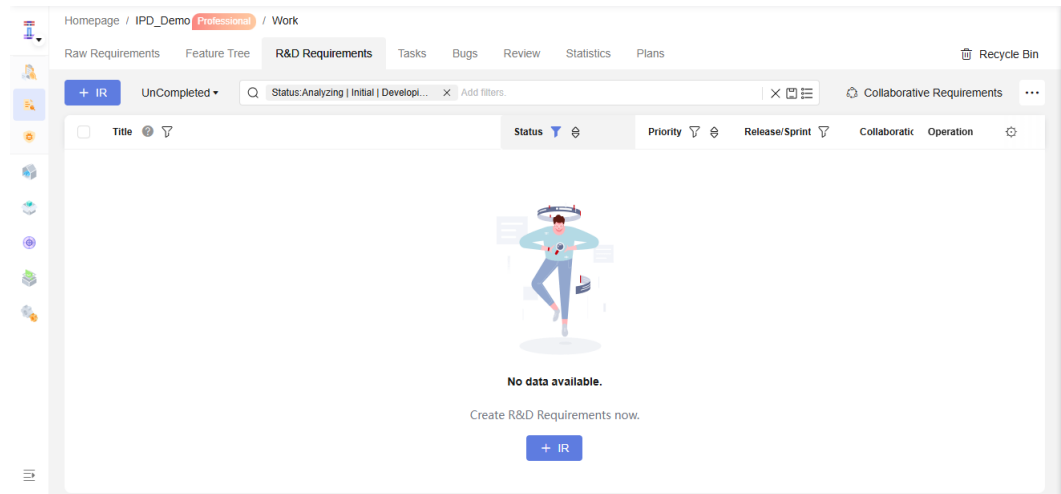 Homepage / IPD_Demo Professional / Work
Raw Requirements Feature Tree R&D Requirements Tasks Bugs Review Statistics Plans Recycle Bin
+ IR UnCompleted Status:Analyzing | Initial | Developi... × Add filters. Collaborative Requirements ...
Title Status Priority Release/Sprint Collaboratic Operation
No data available.
Create R&D Requirements now.
+ IR